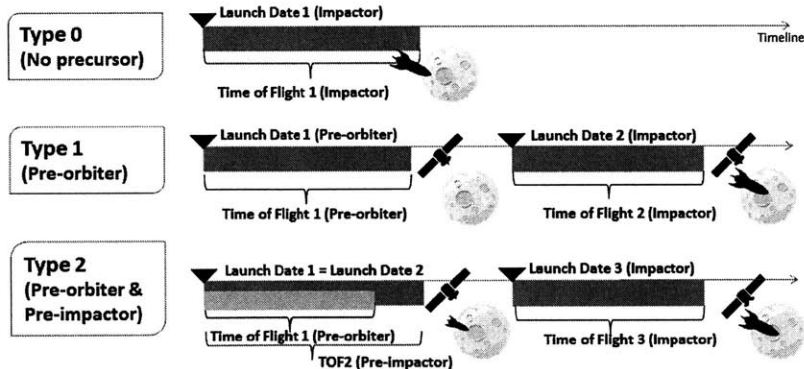 Type 0
(No precursor)
Launch Date 1 (Impactor)
Timeline
Time of Flight 1 (Impactor)
Type 1
(Pre-orbiter)
Launch Date 1 (Pre-orbiter)
Launch Date 2 (Impactor)
Time of Flight 1 (Pre-orbiter)
Time of Flight 2 (Impactor)
Type 2
(Pre-orbiter &
Pre-impactor)
Launch Date 1 = Launch Date 2
Launch Date 3 (Impactor)
Time of Flight 1 (Pre-orbiter)
TOF2 (Pre-impactor)
Time of Flight 3 (Impactor)